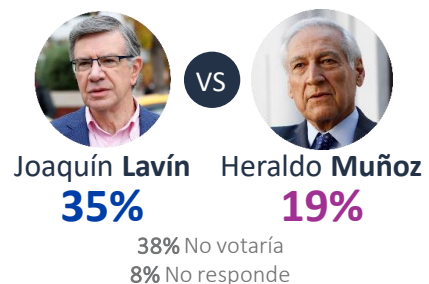 VS
Joaquín Lavín Heraldo Muñoz
35% 19%
38% No votaría
8% No responde